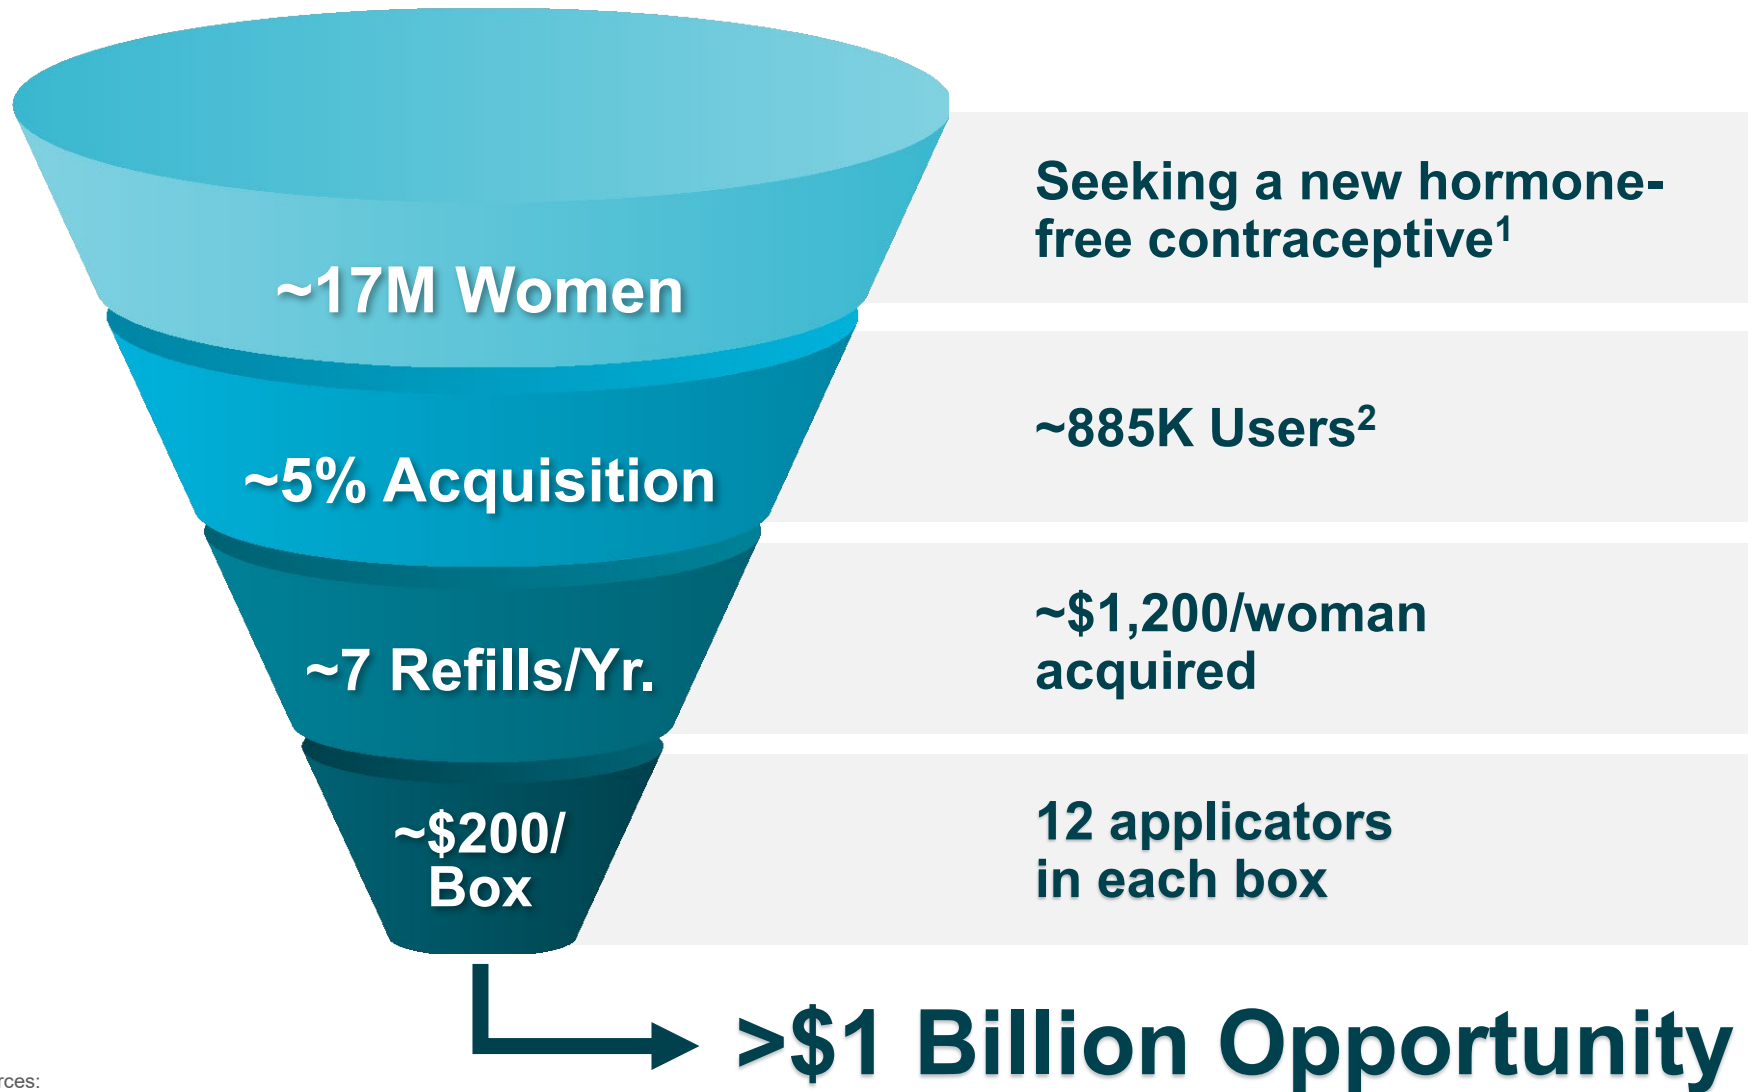 ~17M Women
Seeking a new hormone-
free contraceptive¹
~5% Acquisition
~885K Users²
~7 Refills/Yr.
~$1,200/woman
acquired
~$200/
Box
12 applicators
in each box
>$1 Billion Opportunity